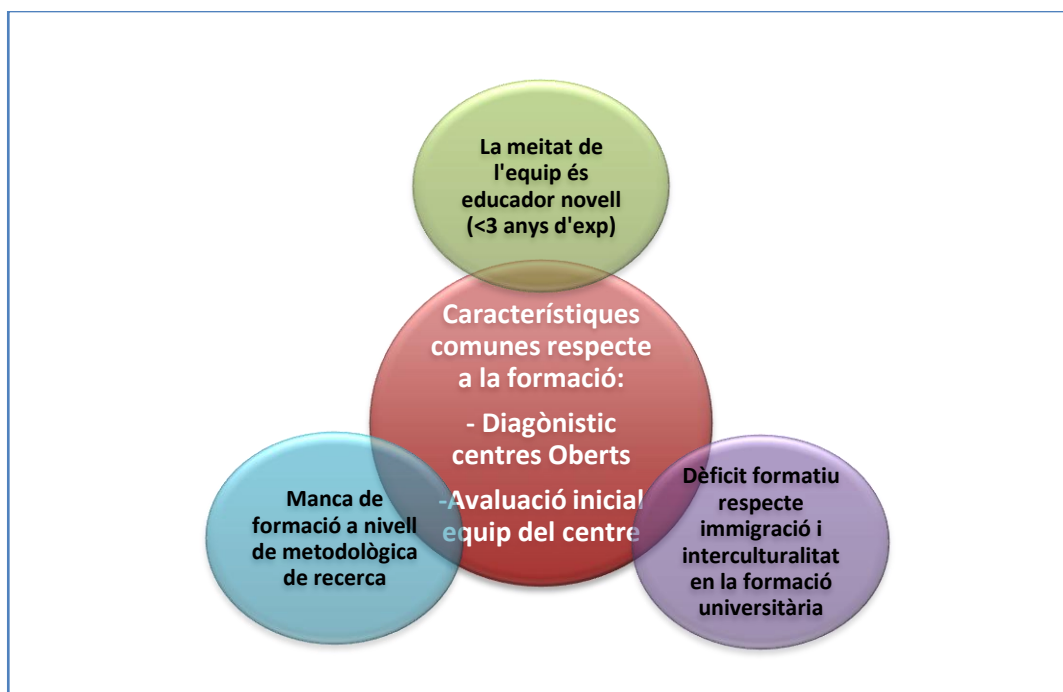 La meitat de
l'equip és
educador novell
(<3 anys d'exp)
Característiques
comunes respecte
a la formació:
- Diagònistic
centres Oberts
-Avaluació inicial
equip del centre
Manca de
formació a nivell
de metodològica
de recerca
Dèficit formatiu
respecte
immigració i
interculturalitat
en la formació
universitària